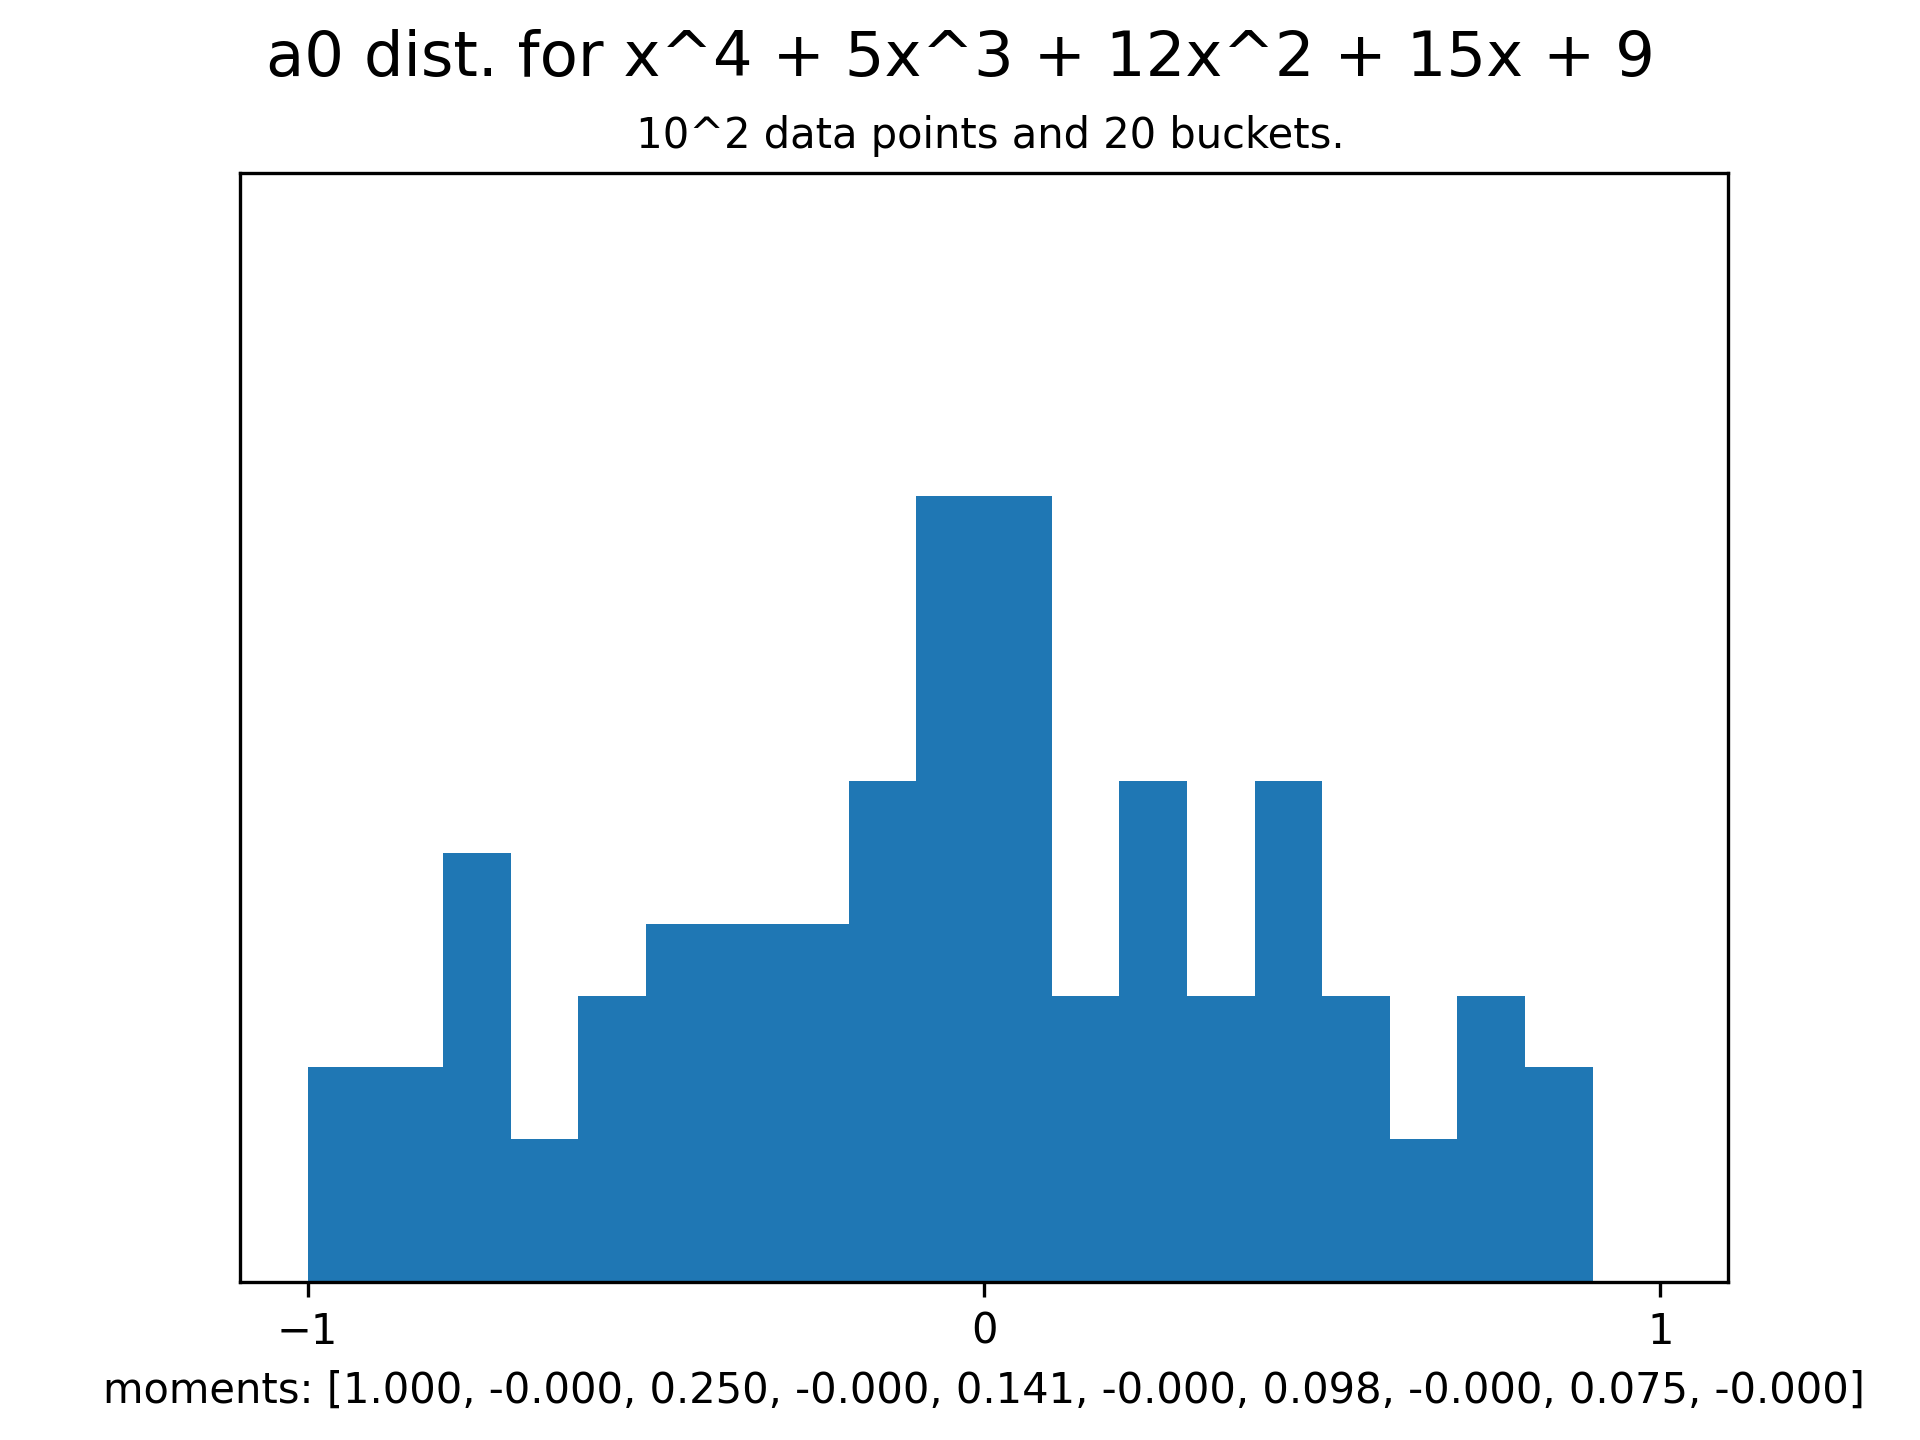 a0 dist. for x^4 + 5x^3 + 12x^2 + 15x + 9
10^2 data points and 20 buckets.
−1 0 1
moments: [1.000, -0.000, 0.250, -0.000, 0.141, -0.000, 0.098, -0.000, 0.075, -0.000]